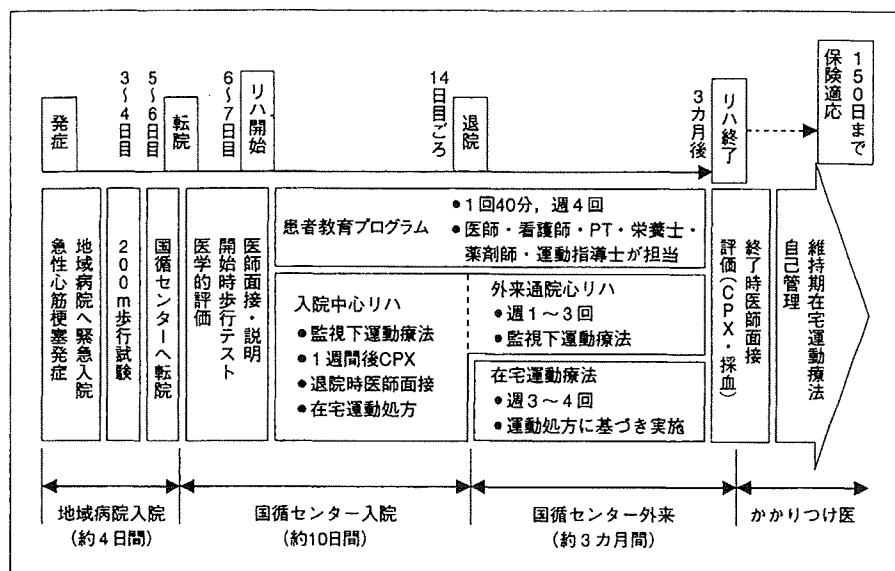 発症
3〜4日目
5〜6日目
転院
6〜7日目
リハ開始
14日目ごろ
退院
3カ月後
リハ終了
150日まで
保険適応
地域病院へ緊急入院
急性心筋梗塞発症
200m歩行試験
国循センターへ転院
医師面接・説明
開始時歩行テスト
医学的評価
患者教育プログラム
●1回40分，週4回
●医師・看護師・PT・栄養士・
薬剤師・運動指導士が担当
入院中心リハ
●監視下運動療法
●1週間後CPX
●退院時医師面接
●在宅運動処方
外来通院心リハ
●週1〜3回
●監視下運動療法
在宅運動療法
●週3〜4回
●運動処方に基づき実施
終了時医師面接
評価(CPX・採血)
維持期在宅運動療法
自己管理
地域病院入院
(約4日間)
国循センター入院
(約10日間)
国循センター外来
(約3カ月間)
かかりつけ医